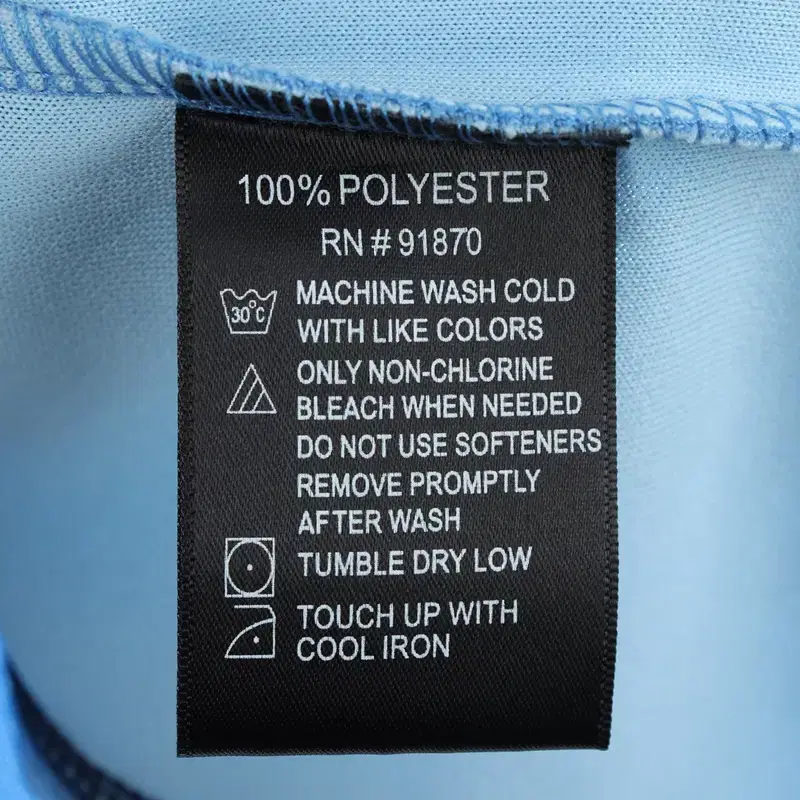 100% POLYESTER
RN # 91870
30°C
MACHINE WASH COLD
WITH LIKE COLORS
ONLY NON-CHLORINE
BLEACH WHEN NEEDED
DO NOT USE SOFTENERS
REMOVE PROMPTLY
AFTER WASH
TUMBLE DRY LOW
TOUCH UP WITH
COOL IRON